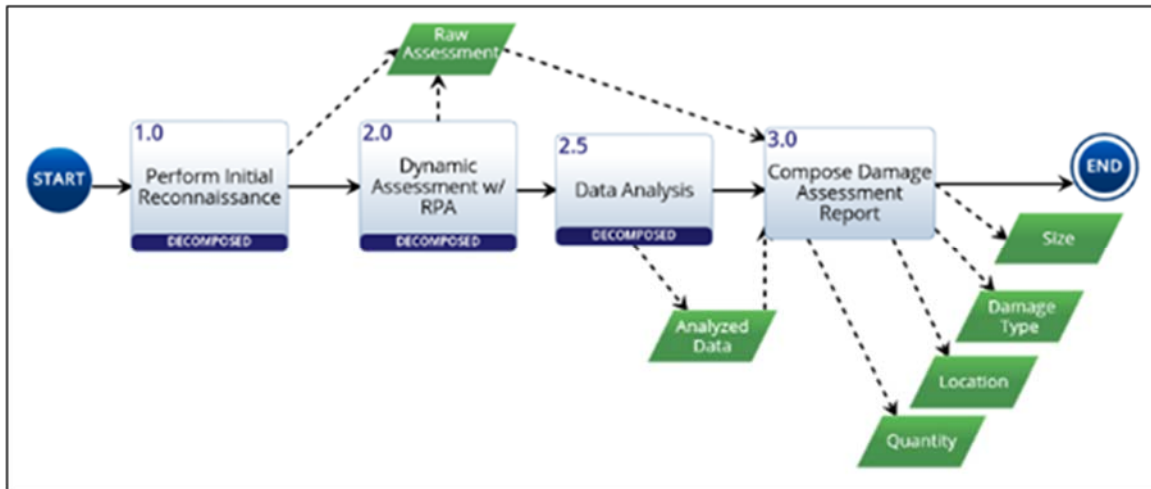 Raw
Assessment
1.0
Perform Initial
Reconnaissance
DECOMPOSED
2.0
Dynamic
Assessment w/
RPA
DECOMPOSED
2.5
Data Analysis
DECOMPOSED
3.0
Compose Damage
Assessment
Report
START
END
Size
Damage
Type
Analyzed
Data
Location
Quantity